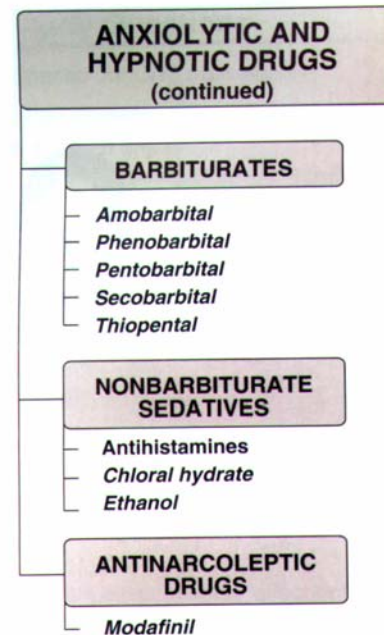 ANXIOLYTIC AND
HYPNOTIC DRUGS
(continued)
BARBITURATES
Amobarbital
Phenobarbital
Pentobarbital
Secobarbital
Thiopental
NONBARBITURATE
SEDATIVES
Antihistamines
Chloral hydrate
Ethanol
ANTINARCOLEPTIC
DRUGS
Modafinil